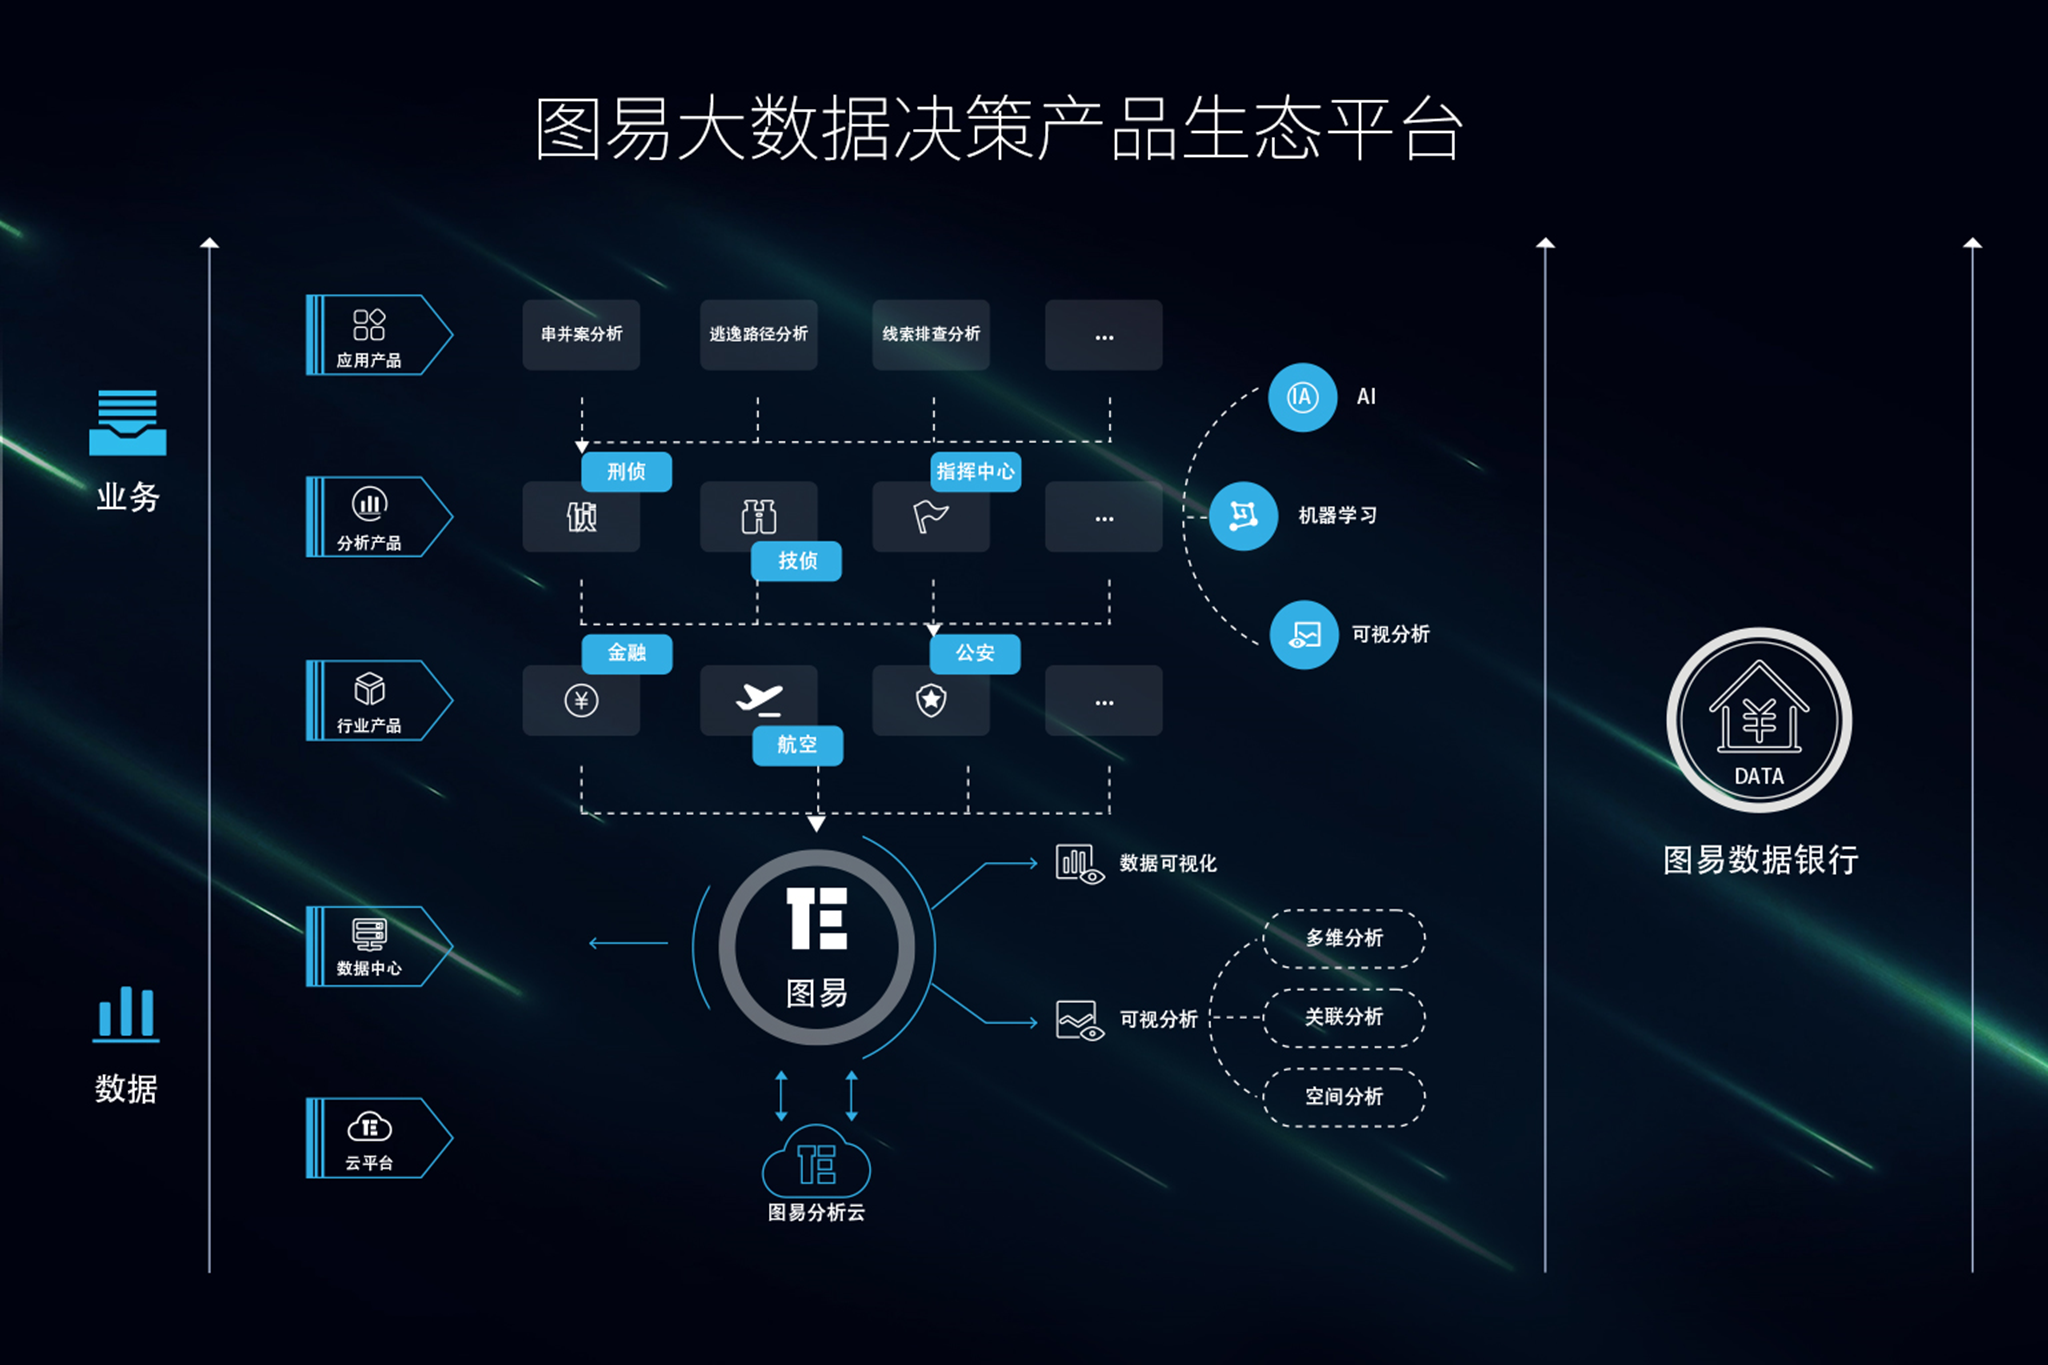 图易大数据决策产品生态平台
业务
数据
应用产品
串并案分析
逃逸路径分析
线索排查分析
...
分析产品
刑侦
侦
技侦
指挥中心
...
行业产品
金融
¥
航空
公安
...
IA
AI
机器学习
可视分析
数据中心
TE
图易
数据可视化
可视分析
多维分析
关联分析
空间分析
TE
云平台
TE
图易分析云
¥
DATA
图易数据银行